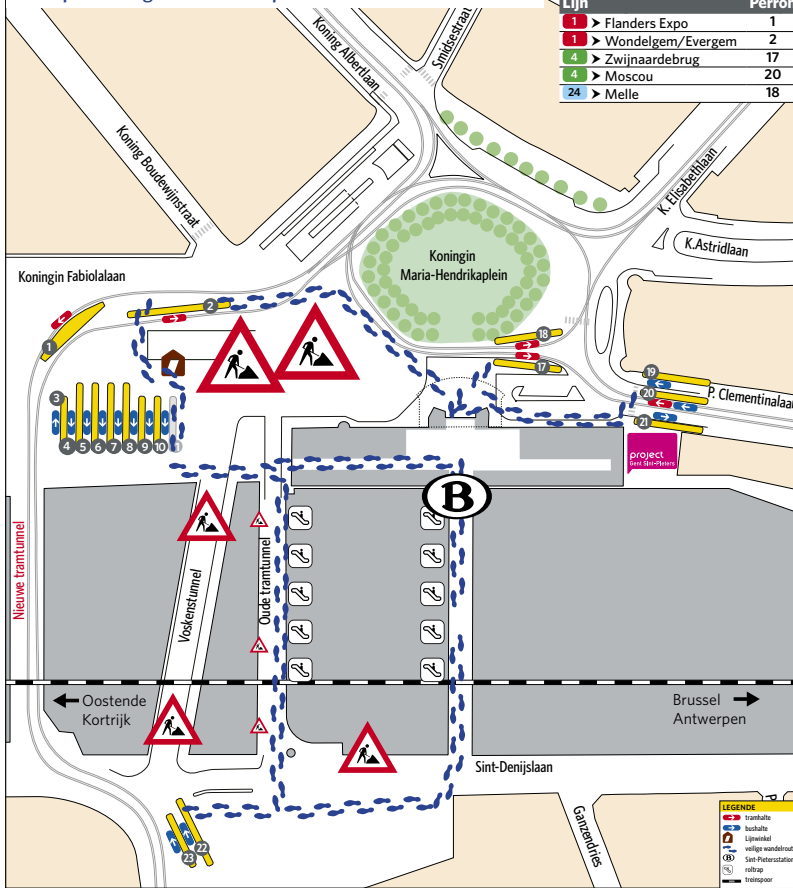 Lijn Perron
1 ➤ Flanders Expo 1
1 ➤ Wondelgem/Evergem 2
4 ➤ Zwijnaardebrug 17
4 ➤ Moscou 20
24 ➤ Melle 18
Koning Albertlaan
Smidsestraat
Koning Boudewijnstraat
K. Elisabethlaan
K.Astridlaan
Koningin
Maria-Hendrikaplein
Koningin Fabiolalaan
2
1
18
17
19
20
21
P. Clementinalaan
3
4
5
6
7
8
9
10
project
Gent Sint-Pieters
B
Nieuwe tramtunnel
Voskenstunnel
Oude tramtunnel
Oostende
Kortrijk
Brussel
Antwerpen
Sint-Denijslaan
Ganzendries
22
23
LEGENDE
tramhalte
bushalte
Lijnwinkel
veilige wandelrout
B Sint-Pietersstation
roltrap
treinspoor